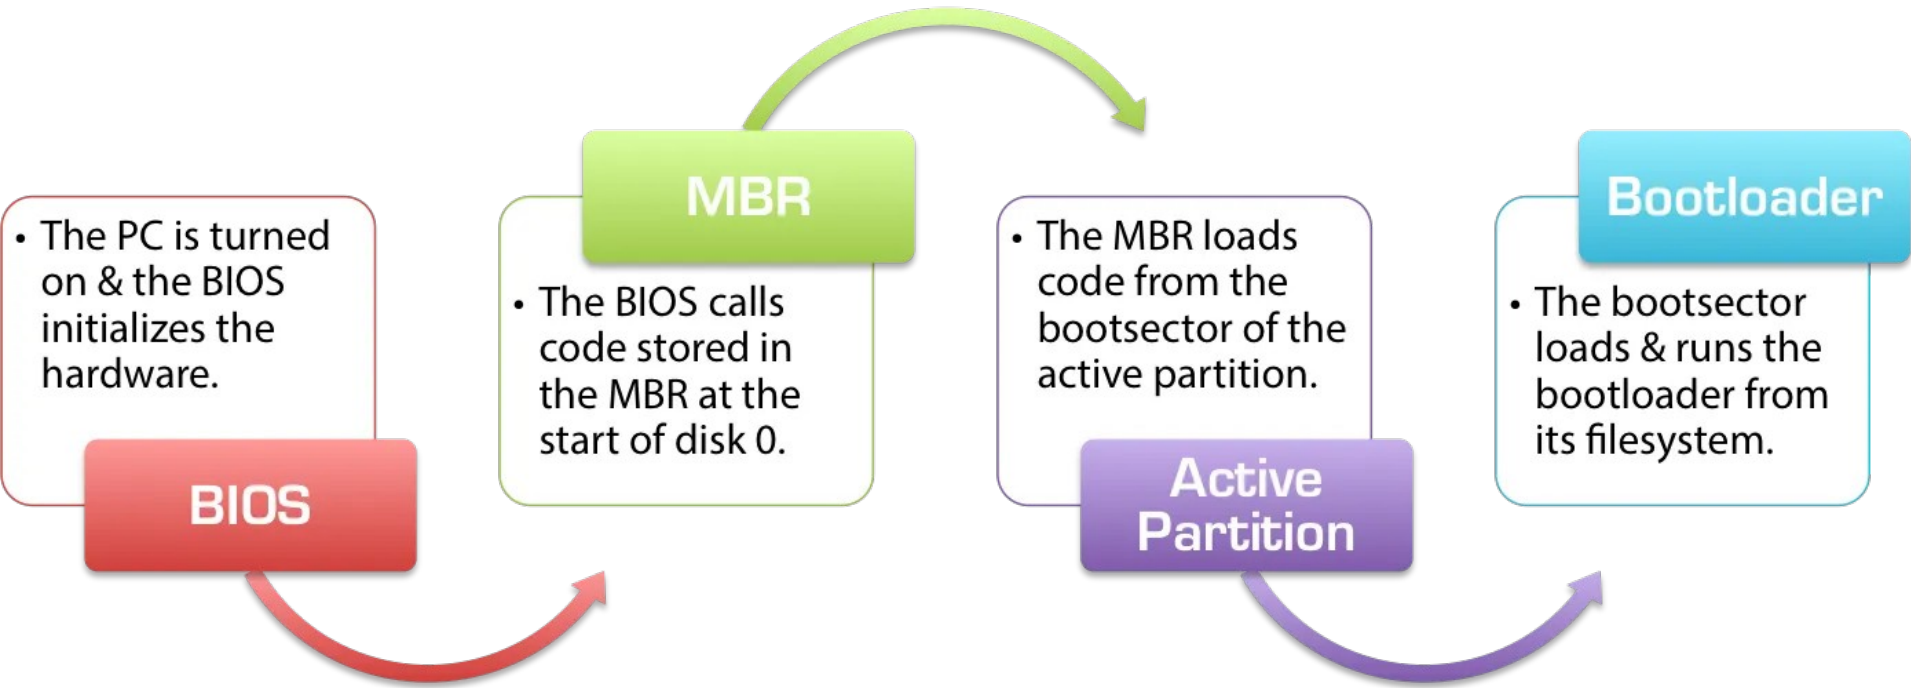 • The PC is turned
on & the BIOS
initializes the
hardware.
BIOS
MBR
• The BIOS calls
code stored in
the MBR at the
start of disk 0.
• The MBR loads
code from the
bootsector of the
active partition.
Active
Partition
Bootloader
• The bootsector
loads & runs the
bootloader from
its filesystem.